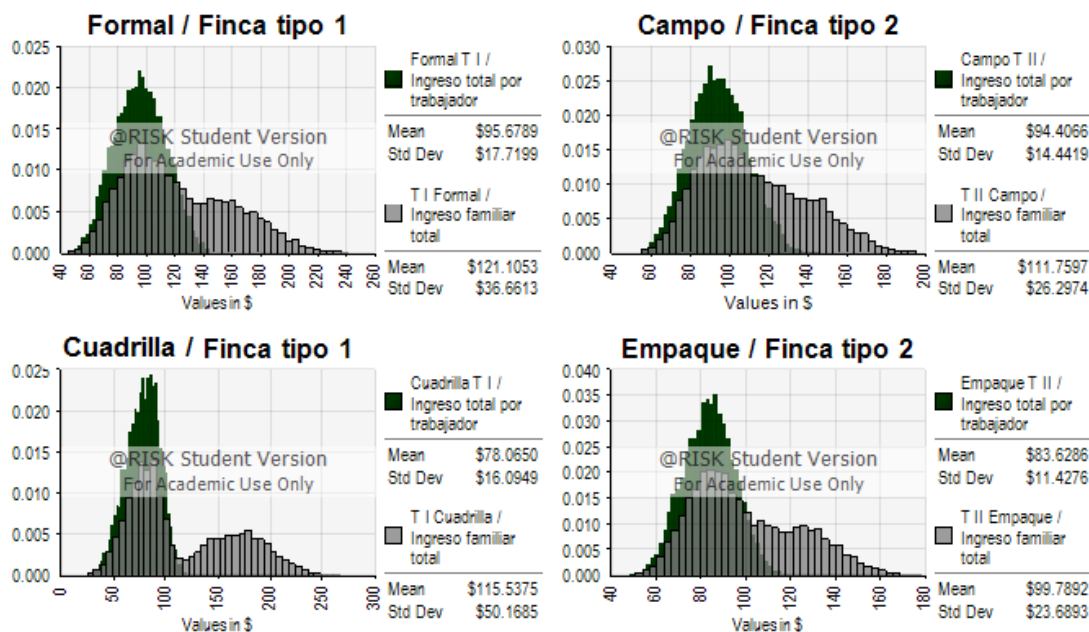 Formal / Finca tipo 1
0.025
0.020
0.015
0.010
0.005
0.000
@RISK Student Version
For Academic Use Only
40
60
80
100
120
140
160
180
200
220
240
260
Values in $
Formal T I /
Ingreso total por
trabajador
Mean $95.6789
Std Dev $17.7199
T I Formal /
Ingreso familiar
total
Mean $121.1053
Std Dev $36.6613
Campo / Finca tipo 2
0.030
0.025
0.020
0.015
0.010
0.005
0.000
@RISK Student Version
For Academic Use Only
40
60
80
100
120
140
160
180
200
Values in $
Campo T II /
Ingreso total por
trabajador
Mean $94.4066
Std Dev $14.4419
T II Campo /
Ingreso familiar
total
Mean $111.7597
Std Dev $26.2974
Cuadrilla / Finca tipo 1
0.025
0.020
0.015
0.010
0.005
0.000
@RISK Student Version
For Academic Use Only
0
50
100
150
200
250
300
Values in $
Cuadrilla T I /
Ingreso total por
trabajador
Mean $78.0650
Std Dev $16.0949
T I Cuadrilla /
Ingreso familiar
total
Mean $115.5375
Std Dev $50.1685
Empaque / Finca tipo 2
0.040
0.035
0.030
0.025
0.020
0.015
0.010
0.005
0.000
@RISK Student Version
For Academic Use Only
40
60
80
100
120
140
160
180
Values in $
Empaque T II /
Ingreso total por
trabajador
Mean $83.6286
Std Dev $11.4276
T II Empaque /
Ingreso familiar
total
Mean $99.7892
Std Dev $23.6893